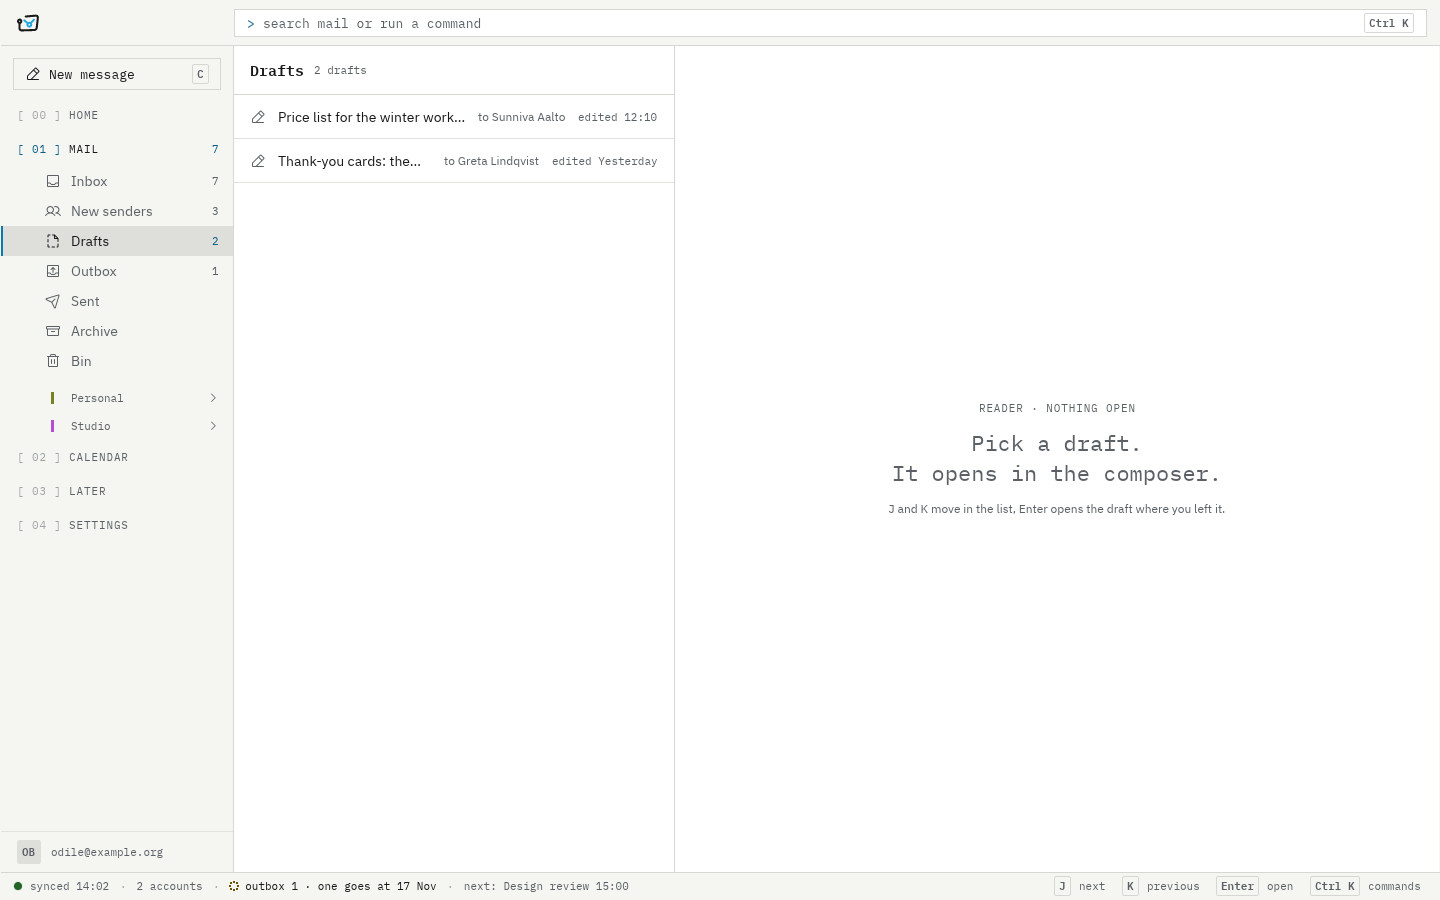 > search mail or run a command Ctrl K
New message C
[ 00 ] HOME
[ 01 ] MAIL 7
Inbox 7
New senders 3
Drafts 2
Outbox 1
Sent
Archive
Bin
Personal
Studio
[ 02 ] CALENDAR
[ 03 ] LATER
[ 04 ] SETTINGS
OB odile@example.org
Drafts 2 drafts
Price list for the winter work… to Sunniva Aalto edited 12:10
Thank-you cards: the… to Greta Lindqvist edited Yesterday
READER · NOTHING OPEN
Pick a draft.
It opens in the composer.
J and K move in the list, Enter opens the draft where you left it.
synced 14:02 · 2 accounts · outbox 1 · one goes at 17 Nov · next: Design review 15:00
J next K previous Enter open Ctrl K commands